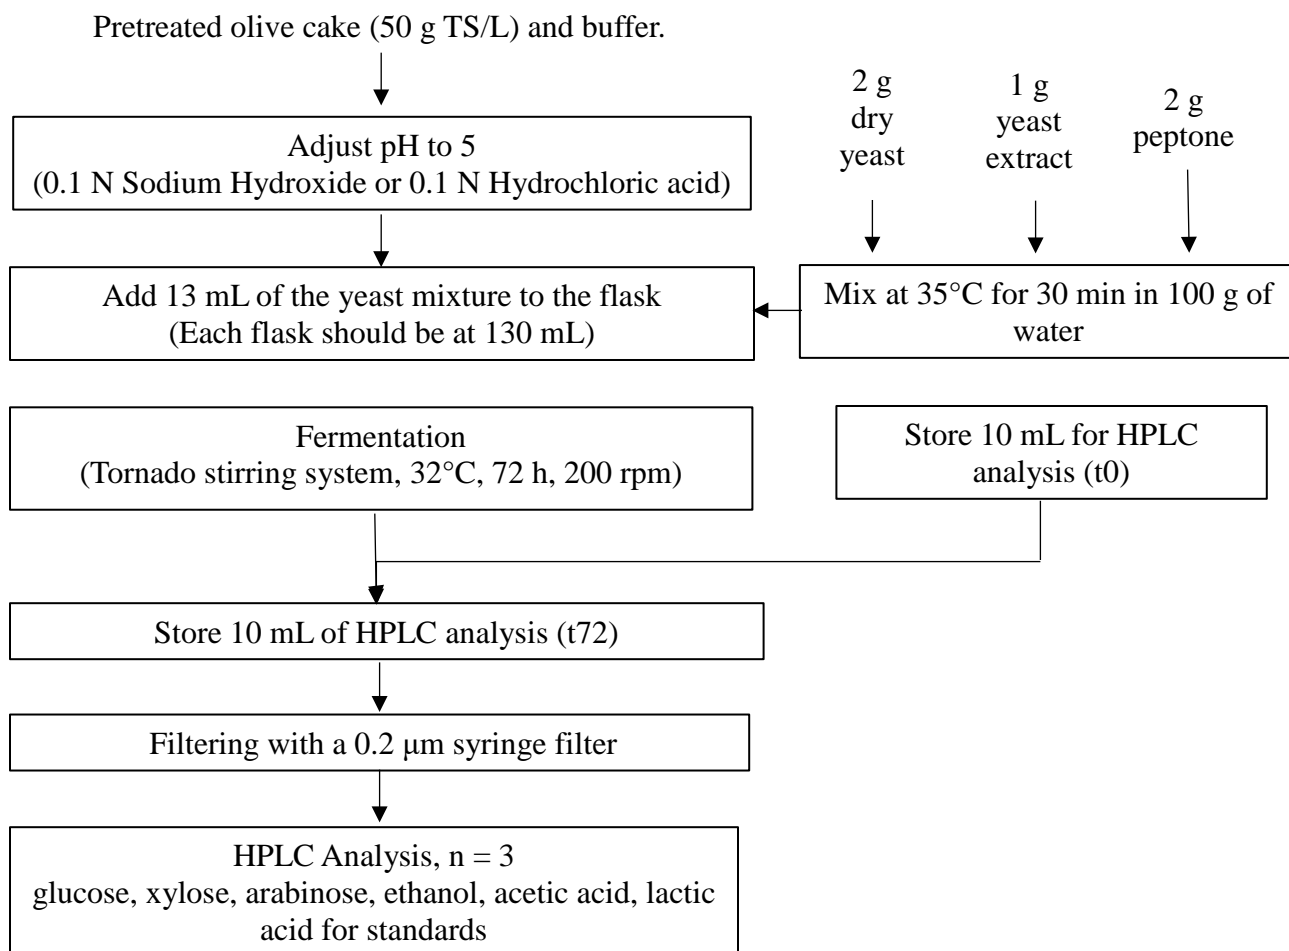 Pretreated olive cake (50 g TS/L) and buffer.
2 g
dry
yeast
1 g
yeast
extract
2 g
peptone
Adjust pH to 5
(0.1 N Sodium Hydroxide or 0.1 N Hydrochloric acid)
Add 13 mL of the yeast mixture to the flask
(Each flask should be at 130 mL)
Mix at 35°C for 30 min in 100 g of
water
Fermentation
(Tornado stirring system, 32°C, 72 h, 200 rpm)
Store 10 mL for HPLC
analysis (t0)
Store 10 mL of HPLC analysis (t72)
Filtering with a 0.2 μm syringe filter
HPLC Analysis, n = 3
glucose, xylose, arabinose, ethanol, acetic acid, lactic
acid for standards